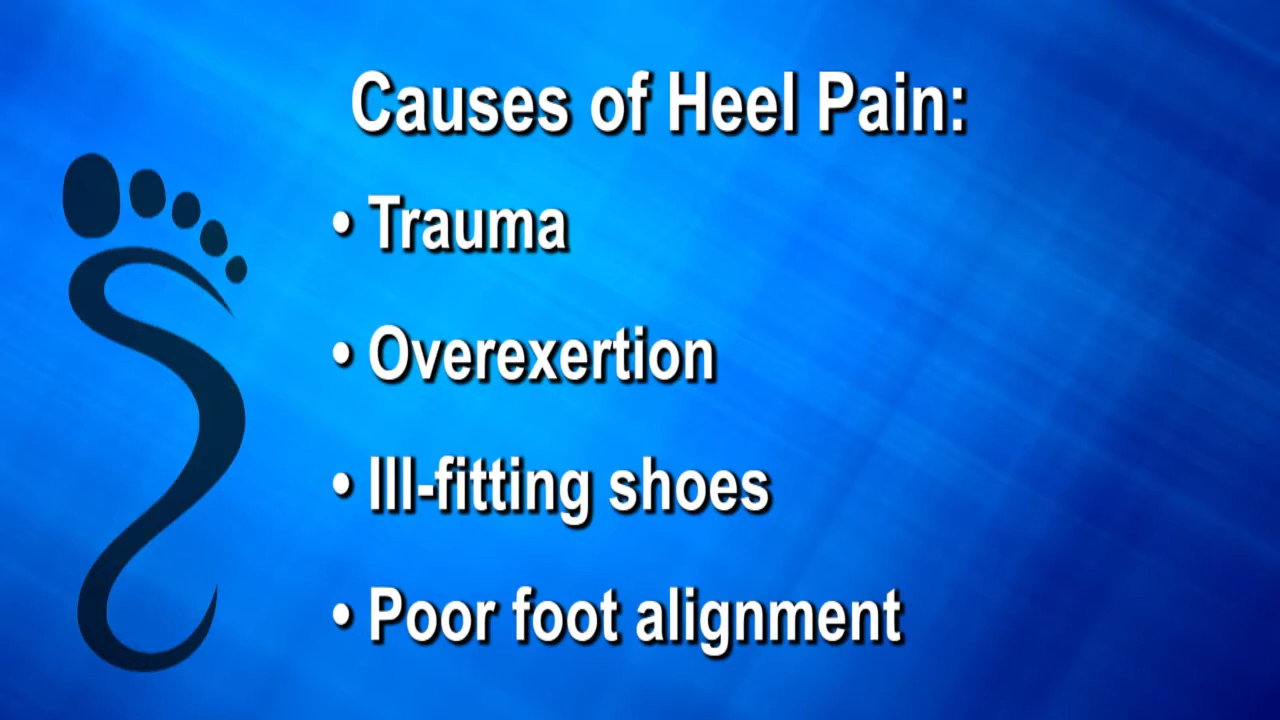 Causes of Heel Pain:
• Trauma
• Overexertion
• Ill-fitting shoes
• Poor foot alignment